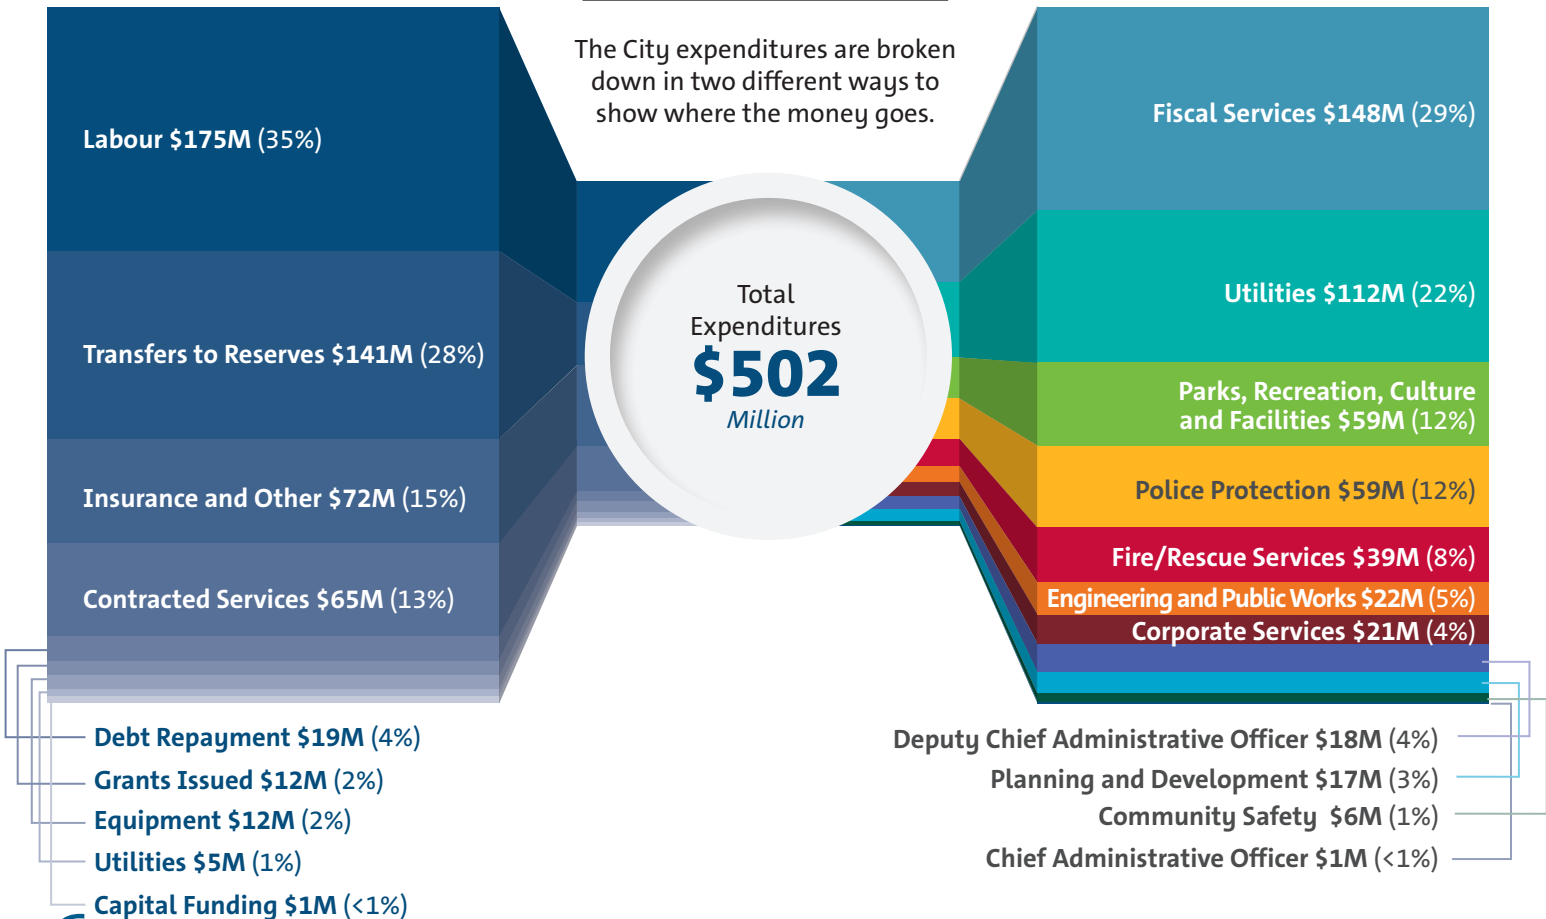 The City expenditures are broken
down in two different ways to
show where the money goes.
Labour $175M (35%)
Transfers to Reserves $141M (28%)
Insurance and Other $72M (15%)
Contracted Services $65M (13%)
Debt Repayment $19M (4%)
Grants Issued $12M (2%)
Equipment $12M (2%)
Utilities $5M (1%)
Capital Funding $1M (<1%)
Total
Expenditures
$502
Million
Fiscal Services $148M (29%)
Utilities $112M (22%)
Parks, Recreation, Culture
and Facilities $59M (12%)
Police Protection $59M (12%)
Fire/Rescue Services $39M (8%)
Engineering and Public Works $22M (5%)
Corporate Services $21M (4%)
Deputy Chief Administrative Officer $18M (4%)
Planning and Development $17M (3%)
Community Safety $6M (1%)
Chief Administrative Officer $1M (<1%)